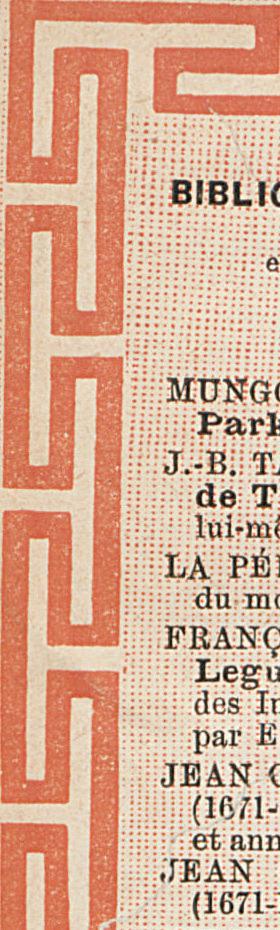 BIBLIO
e
MUNGO
Park
J.-B. TA
de T
lui-mê
LA PÉ
du mo
FRANÇ
Legu
des In
par E
JEAN C
(1671-
et ann
JEAN
(1671-